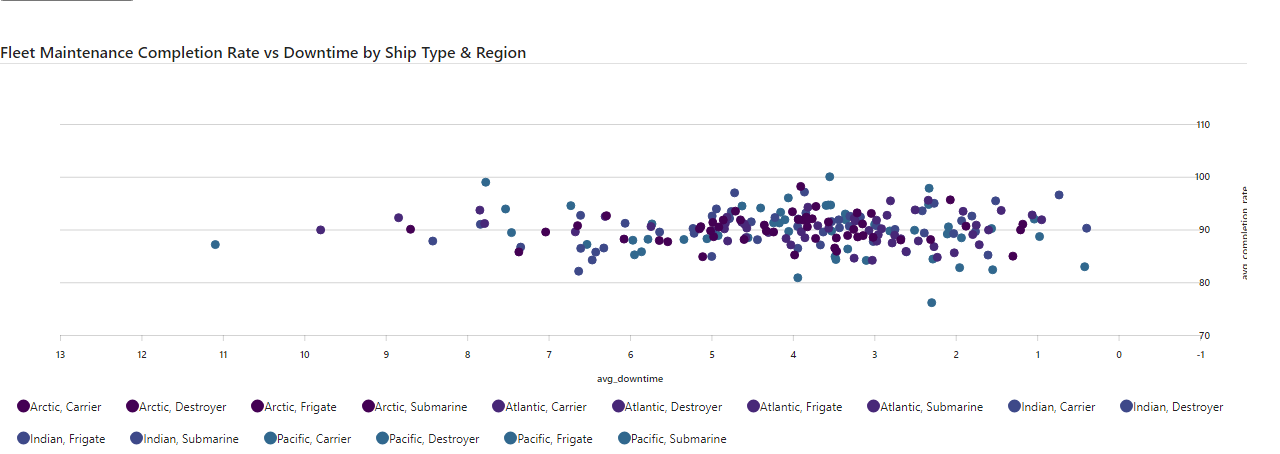 Fleet Maintenance Completion Rate vs Downtime by Ship Type & Region
110
100
90
80
70
avg_completion_rate
13 12 11 10 9 8 7 6 5 4 3 2 1 0 -1
avg_downtime
Arctic, Carrier Arctic, Destroyer Arctic, Frigate Arctic, Submarine Atlantic, Carrier Atlantic, Destroyer Atlantic, Frigate Atlantic, Submarine Indian, Carrier Indian, Destroyer
Indian, Frigate Indian, Submarine Pacific, Carrier Pacific, Destroyer Pacific, Frigate Pacific, Submarine